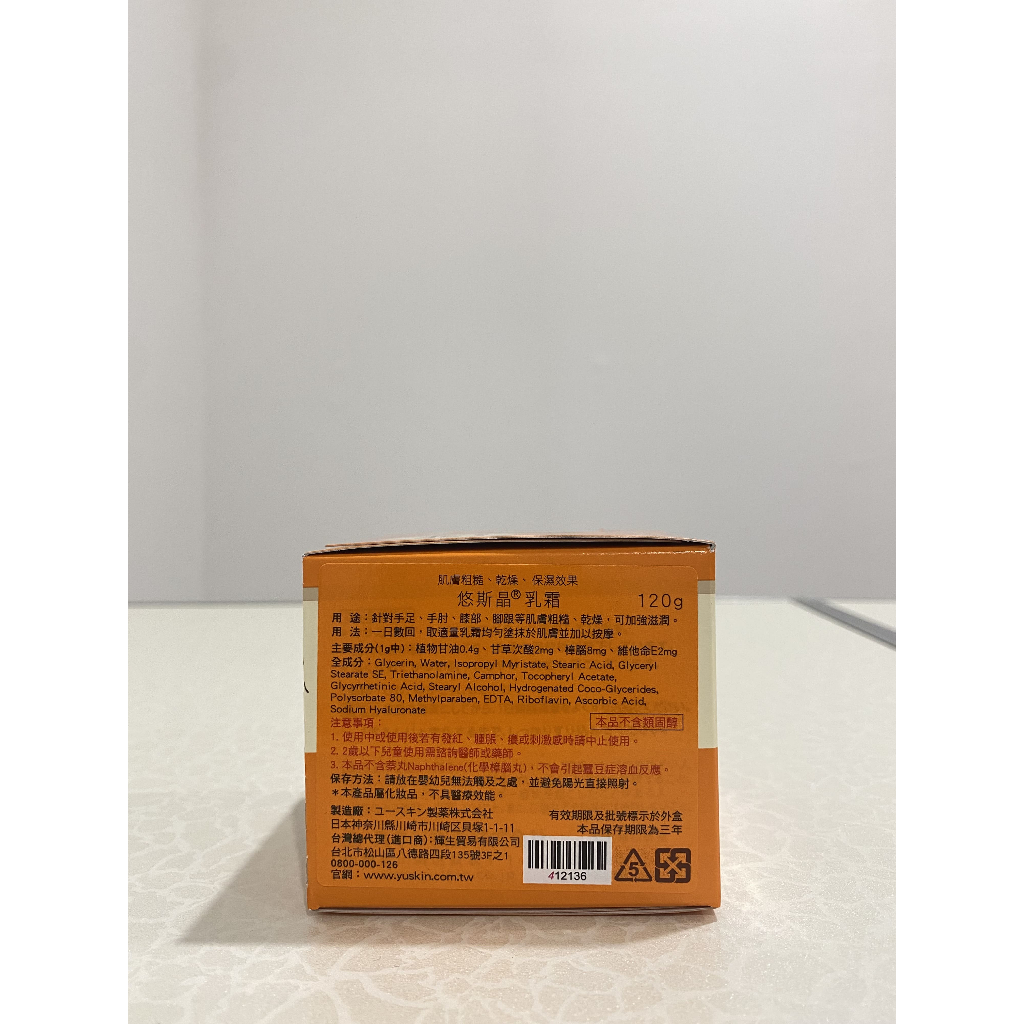 肌膚粗糙、乾燥、保濕效果
悠斯晶®乳霜 120g
用 途：針對手足、手肘、膝部、腳跟等肌膚粗糙、乾燥，可加強滋潤。
用 法：一日數回，取適量乳霜均勻塗抹於肌膚並加以按摩。
主要成分(1g中)：植物甘油0.4g、甘草次酸2mg、樟腦8mg、維他命E2mg
全成分：Glycerin, Water, Isopropyl Myristate, Stearic Acid, Glyceryl
Stearate SE, Triethanolamine, Camphor, Tocopheryl Acetate,
Glycyrrhetinic Acid, Stearyl Alcohol, Hydrogenated Coco-Glycerides,
Polysorbate 80, Methylparaben, EDTA, Riboflavin, Ascorbic Acid,
Sodium Hyaluronate
注意事項： 本品不含類固醇
1. 使用中或使用後若有發紅、腫脹、癢或刺激感時請中止使用。
2. 2歲以下兒童使用需諮詢醫師或藥師。
3. 本品不含萘丸Naphthalene(化學樟腦丸)，不會引起蠶豆症溶血反應。
保存方法：請放在嬰幼兒無法觸及之處，並避免陽光直接照射。
＊本產品屬化妝品，不具醫療效能。
製造廠：ユースキン製薬株式会社 有效期限及批號標示於外盒
日本神奈川縣川崎市川崎区貝塚1-1-11 本品保存期限為三年
台灣總代理(進口商)：輝生貿易有限公司
台北市松山區八德路四段135號3F之1
0800-000-126
官網：www.yuskin.com.tw
412136
5